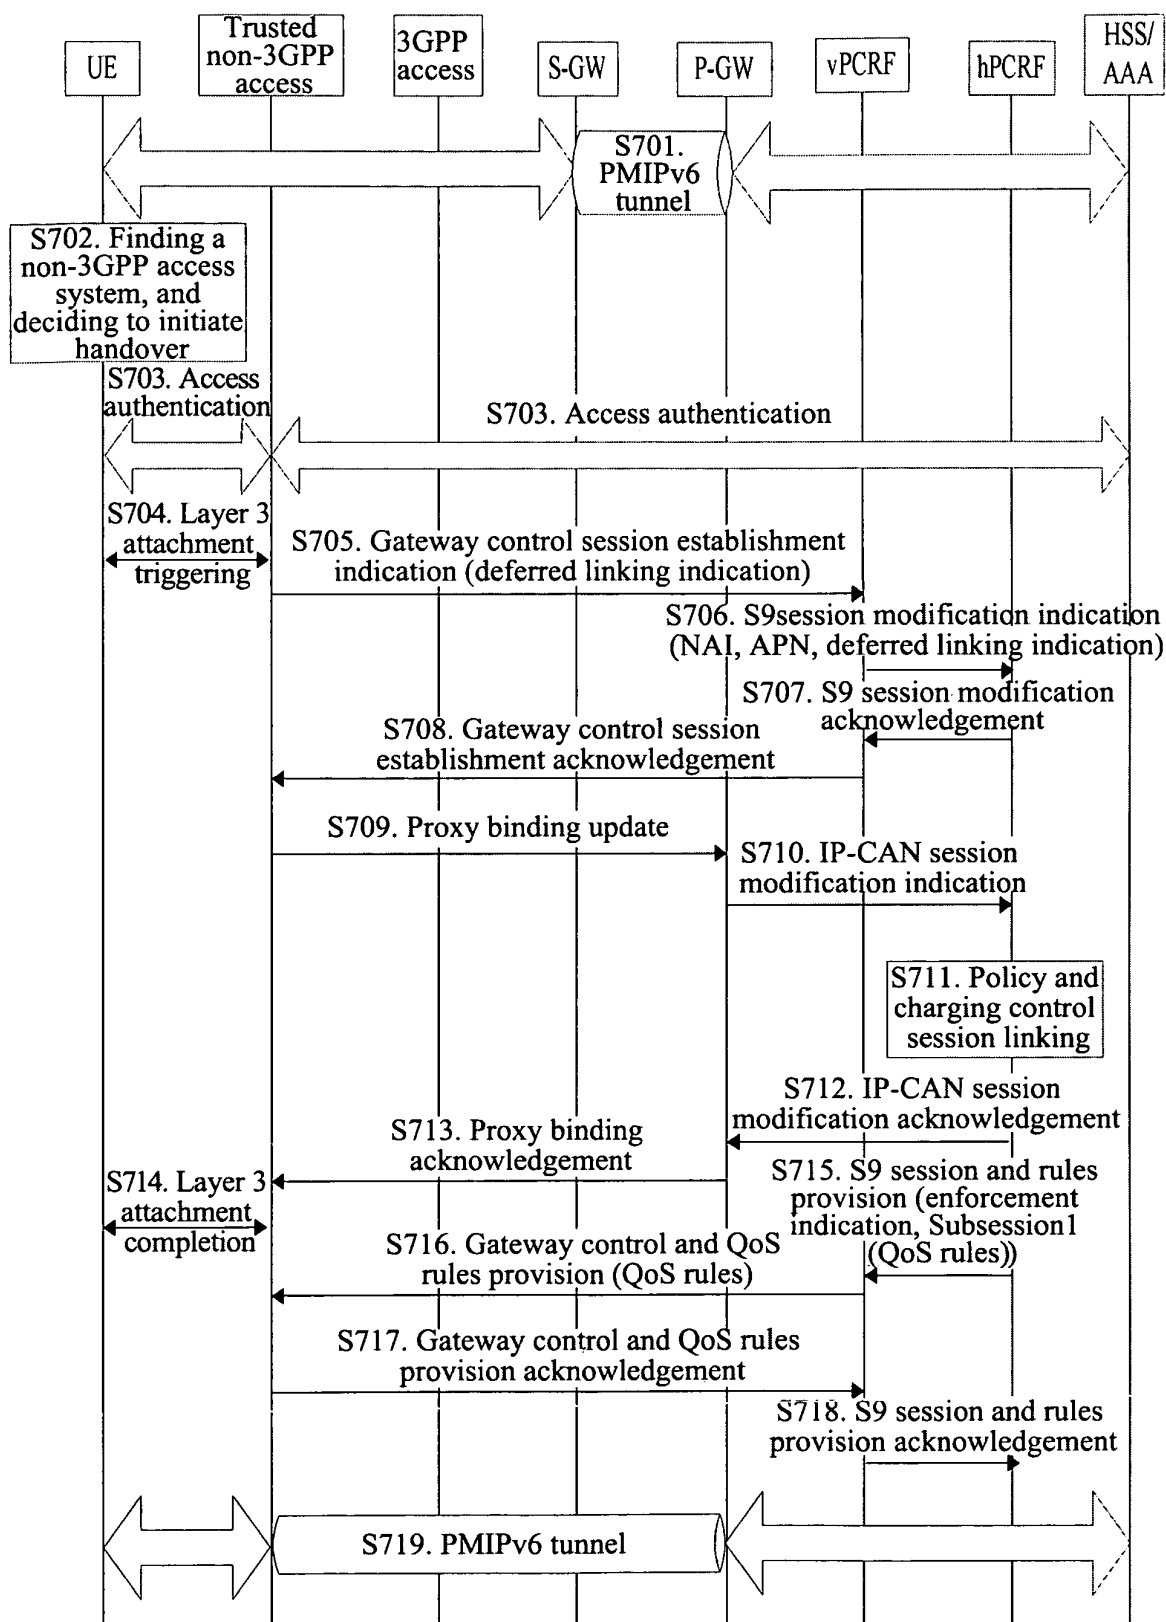 UE
Trusted
non-3GPP
access
3GPP
access
S-GW
P-GW
vPCRF
hPCRF
HSS/
AAA
S701.
PMIPv6
tunnel
S702. Finding a
non-3GPP access
system, and
deciding to initiate
handover
S703. Access
authentication
S703. Access authentication
S704. Layer 3
attachment
triggering
S705. Gateway control session establishment
indication (deferred linking indication)
S706. S9session modification indication
(NAI, APN, deferred linking indication)
S707. S9 session modification
acknowledgement
S708. Gateway control session
establishment acknowledgement
S709. Proxy binding update
S710. IP-CAN session
modification indication
S711. Policy and
charging control
session linking
S712. IP-CAN session
modification acknowledgement
S713. Proxy binding
acknowledgement
S714. Layer 3
attachment
completion
S715. S9 session and rules
provision (enforcement
indication, Subsession1
(QoS rules))
S716. Gateway control and QoS
rules provision (QoS rules)
S717. Gateway control and QoS rules
provision acknowledgement
S718. S9 session and rules
provision acknowledgement
S719. PMIPv6 tunnel